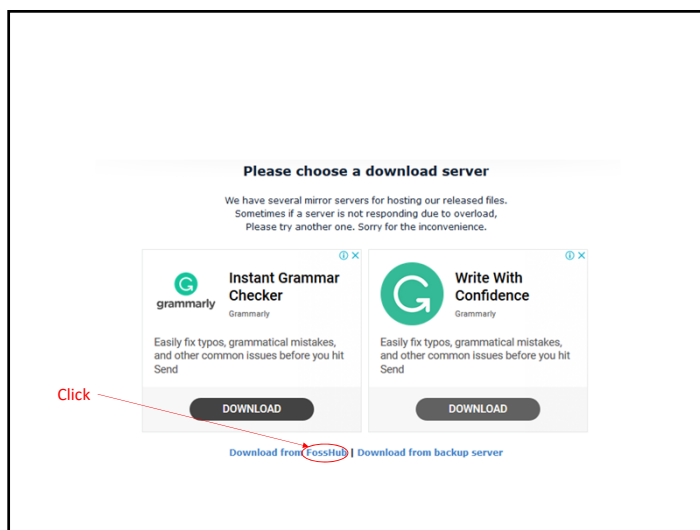 Please choose a download server
We have several mirror servers for hosting our released files.
Sometimes if a server is not responding due to overload,
Please try another one. Sorry for the inconvenience.
grammarly
Instant Grammar
Checker
Grammarly
Easily fix typos, grammatical mistakes,
and other common issues before you hit
Send
DOWNLOAD
Write With
Confidence
Grammarly
Easily fix typos, grammatical mistakes,
and other common issues before you hit
Send
DOWNLOAD
Click
Download from FossHub | Download from backup server